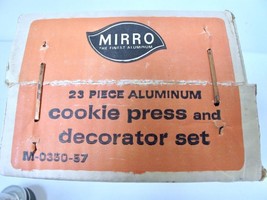 MIRRO
THE FINEST ALUMINUM
23 PIECE ALUMINUM
cookie press and
decorator set
M-0350-57